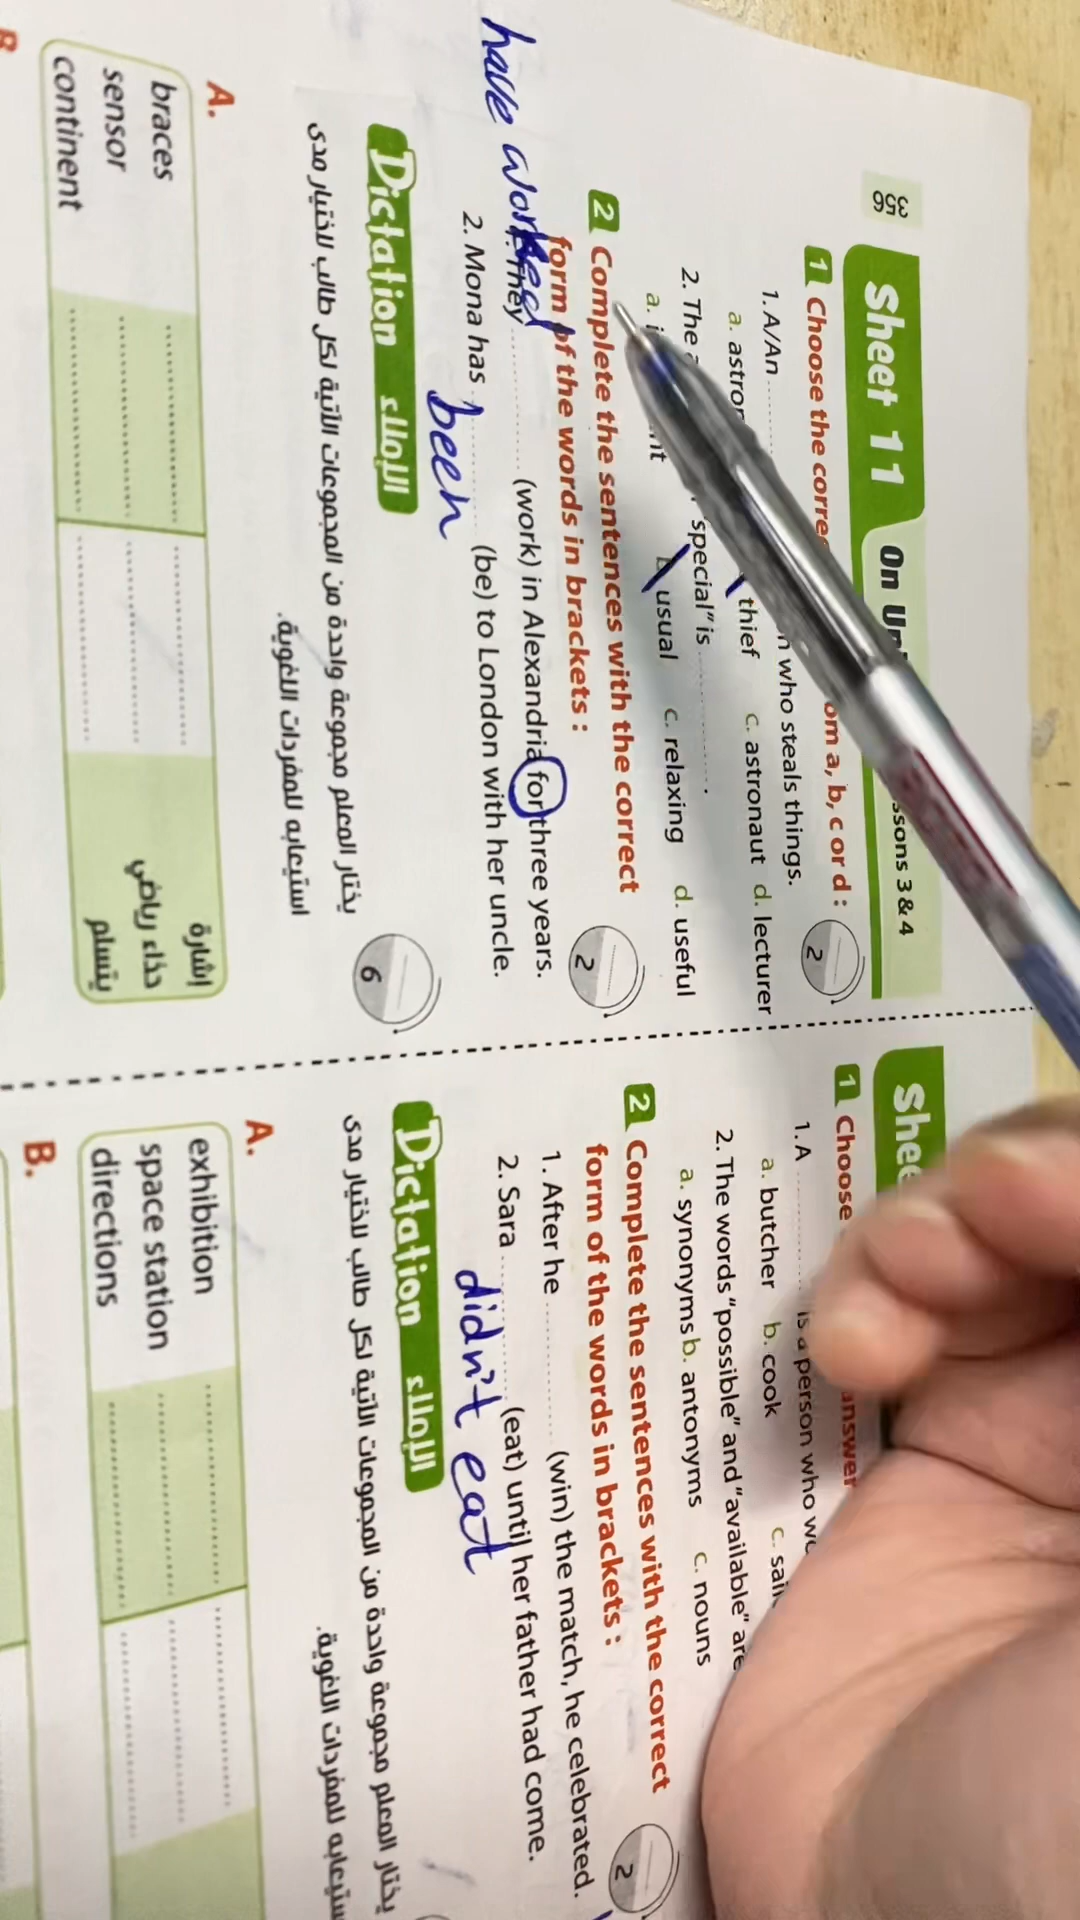 356
Sheet 11 On Un ssons 3 & 4
1 Choose the corre om a, b, c or d :
2
1. A/An .......... n who steals things.
a. astron thief c. astronaut d. lecturer
2. The special" is ..........
a. i nt b usual c. relaxing d. useful
2 Complete the sentences with the correct
form of the words in brackets :
2
have worked
1. They .......... (work) in Alexandria for three years.
2. Mona has .......... (be) to London with her uncle.
been
Dictation الإملاء
6
يختار المعلم مجموعة واحدة من المجموعات الآتية لكل طالب لاختبار مدى
استيعابه للمفردات اللغوية.
A.
braces .......... .......... إشارة
sensor .......... .......... ذكاء رياضي
continent .......... .......... يتسلم
B
Shee
1 Choose answer
1. A .......... is a person who wo
a. butcher b. cook c. sail
2. The words "possible" and "available" are
a. synonyms b. antonyms c. nouns
2 Complete the sentences with the correct
form of the words in brackets :
2
1. After he .......... (win) the match, he celebrated.
2. Sara .......... (eat) until her father had come.
didn't eat
Dictation الإملاء
يختار المعلم مجموعة واحدة من المجموعات الآتية لكل طالب لاختبار مدى
ستيعابه للمفردات اللغوية.
A.
exhibition .......... ..........
space station .......... ..........
directions .......... ..........
B.